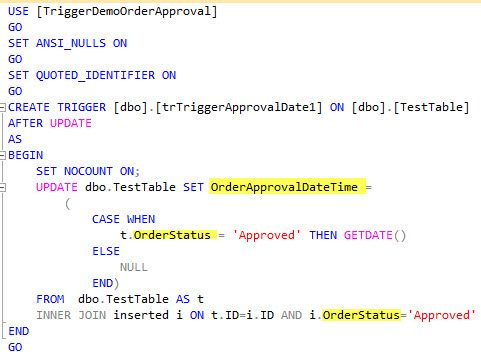 USE [TriggerDemoOrderApproval]
GO
SET ANSI_NULLS ON
GO
SET QUOTED_IDENTIFIER ON
GO
CREATE TRIGGER [dbo].[trTriggerApprovalDate1] ON [dbo].[TestTable]
AFTER UPDATE
AS
BEGIN
SET NOCOUNT ON;
UPDATE dbo.TestTable SET OrderApprovalDateTime =
(
CASE WHEN
t.OrderStatus = 'Approved' THEN GETDATE()
ELSE
NULL
END)
FROM dbo.TestTable AS t
INNER JOIN inserted i ON t.ID=i.ID AND i.OrderStatus='Approved'
END
GO